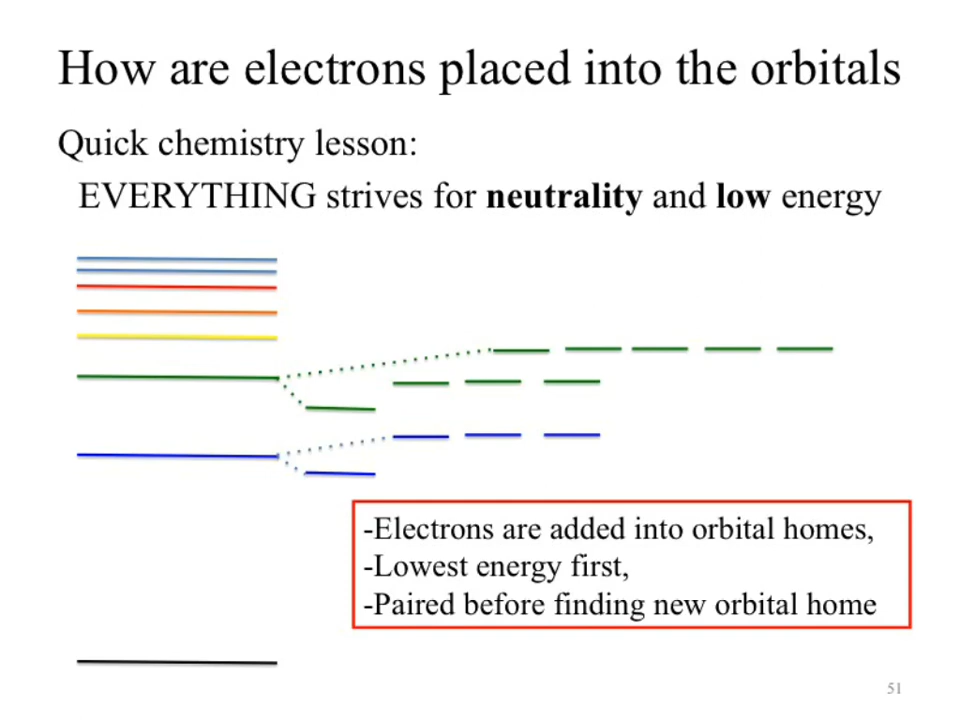 How are electrons placed into the orbitals
Quick chemistry lesson:
EVERYTHING strives for neutrality and low energy
-Electrons are added into orbital homes,
-Lowest energy first,
-Paired before finding new orbital home
51